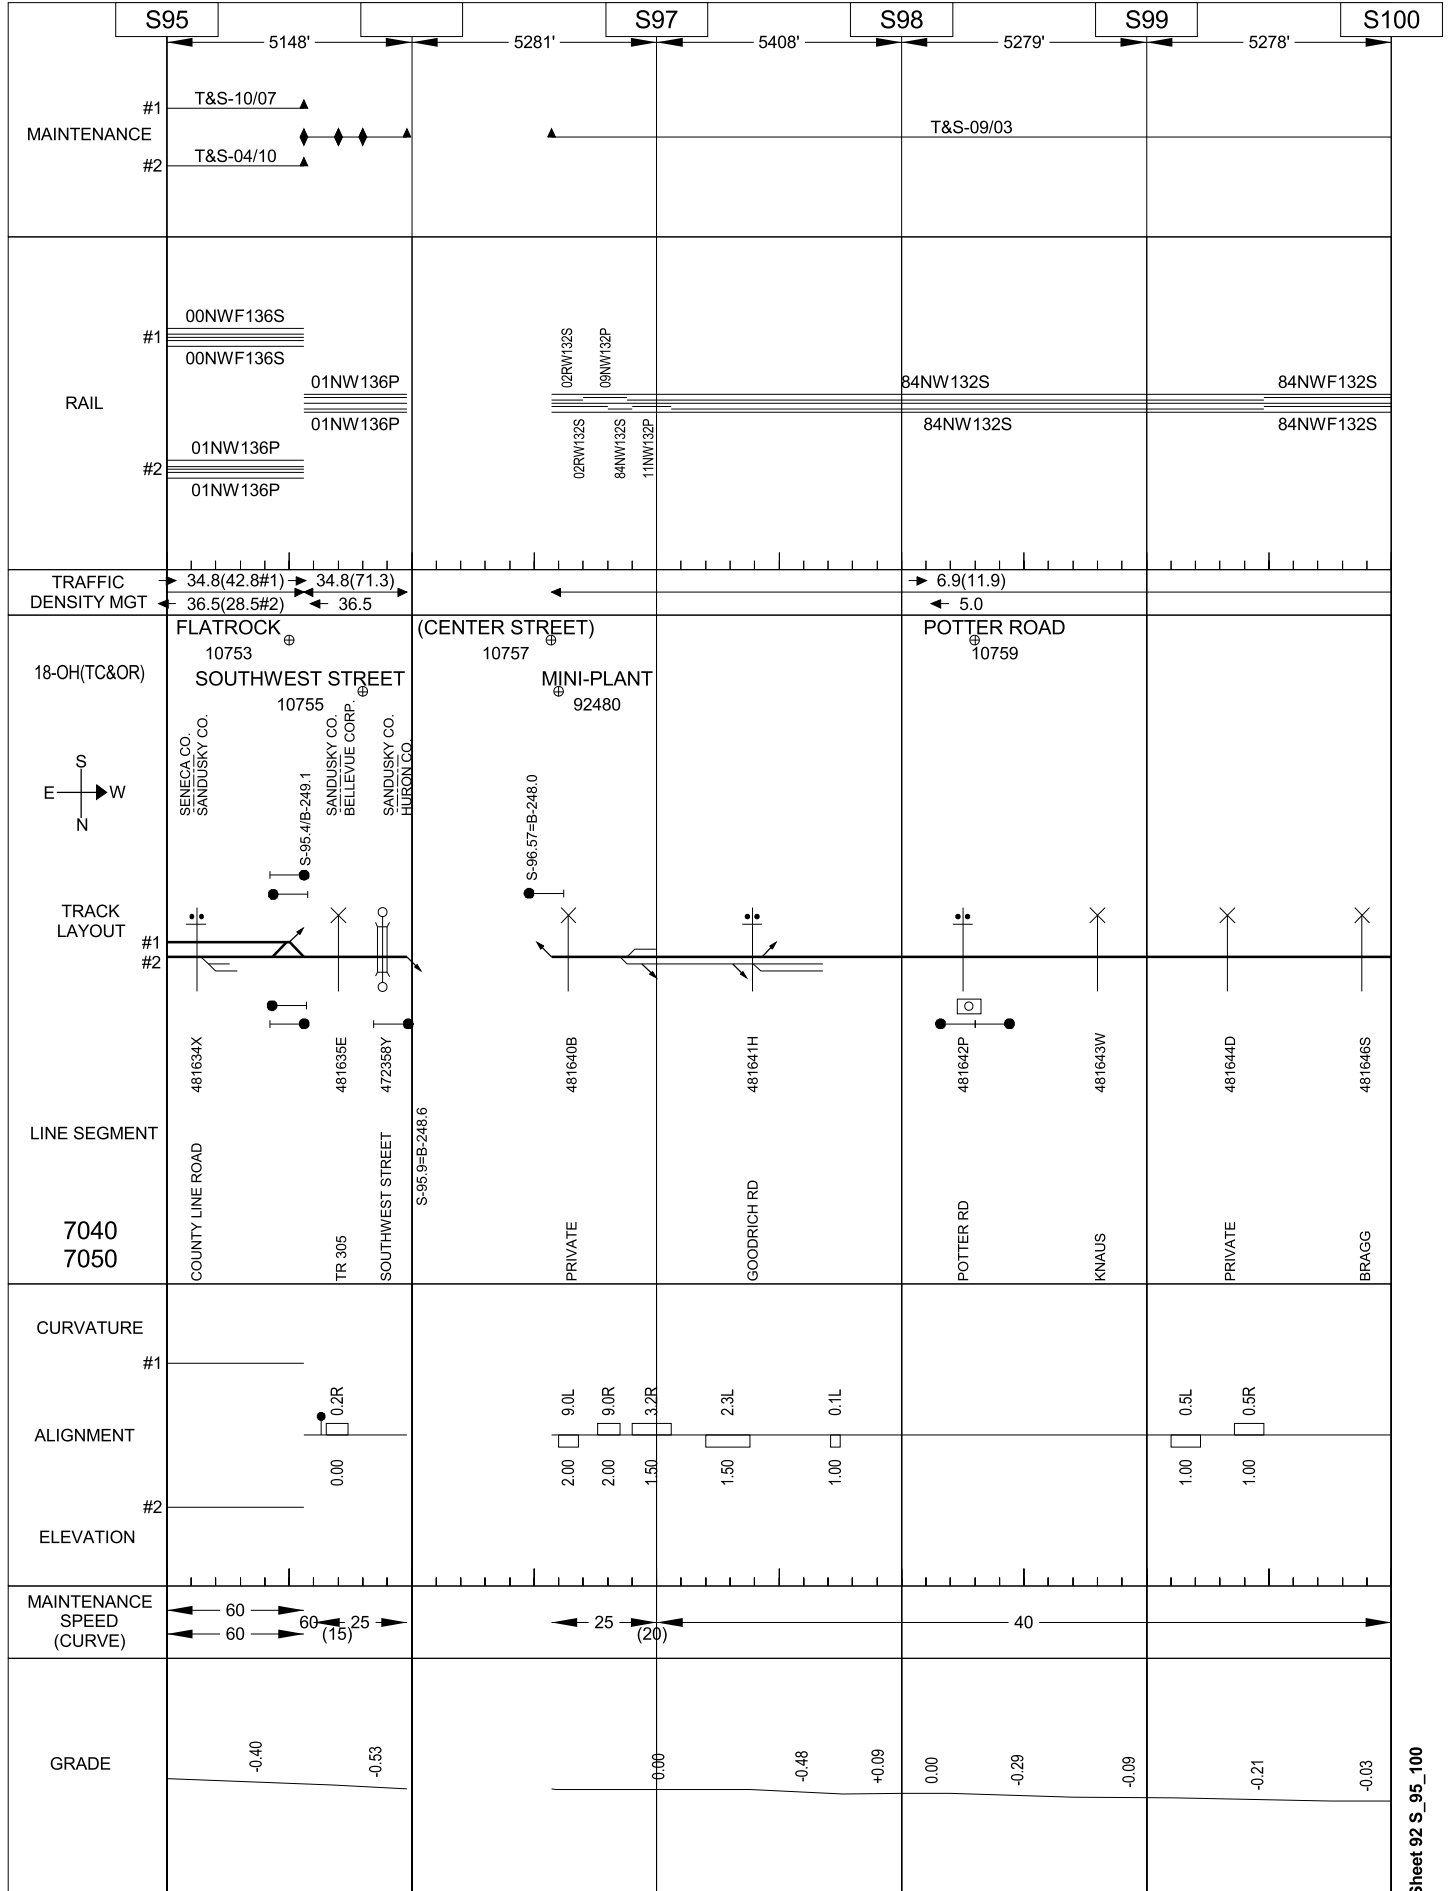 S95 S97 S98 S99 S100
5148' 5281' 5408' 5279' 5278'
#1 T&S-10/07
MAINTENANCE T&S-09/03
#2 T&S-04/10
00NWF136S
#1
00NWF136S
02RW132S
09NW132P
01NW136P 84NW132S 84NWF132S
RAIL
01NW136P 84NW132S 84NWF132S
02RW132S
84NW132S
11NW132P
01NW136P
#2
01NW136P
TRAFFIC 34.8(42.8#1) 34.8(71.3) 6.9(11.9)
DENSITY MGT 36.5(28.5#2) 36.5 5.0
FLATROCK (CENTER STREET) POTTER ROAD
10753 10757 10759
18-OH(TC&OR)
SOUTHWEST STREET MINI-PLANT
10755 92480
SENECA CO.
SANDUSKY CO.
SANDUSKY CO.
BELLEVUE CORP.
SANDUSKY CO.
HURON CO.
S
E W
N
S-95.4/B-249.1
S-96.57=B-248.0
TRACK
LAYOUT
#1
#2
481634X
481635E
472358Y
481640B
481641H
481642P
481643W
481644D
481646S
S-95.9=B-248.6
LINE SEGMENT
7040
7050
COUNTY LINE ROAD
TR 305
SOUTHWEST STREET
PRIVATE
GOODRICH RD
POTTER RD
KNAUS
PRIVATE
BRAGG
CURVATURE
#1
0.2R
9.0L
9.0R
3.2R
2.3L
0.1L
0.5L
0.5R
ALIGNMENT
0.00
2.00
2.00
1.50
1.50
1.00
1.00
1.00
#2
ELEVATION
MAINTENANCE
SPEED
(CURVE)
60
60 25 25 40
60 (15) (20)
GRADE
-0.40
-0.53
0.00
-0.48
+0.09
0.00
-0.29
-0.09
-0.21
-0.03
Sheet 92 S_95_100